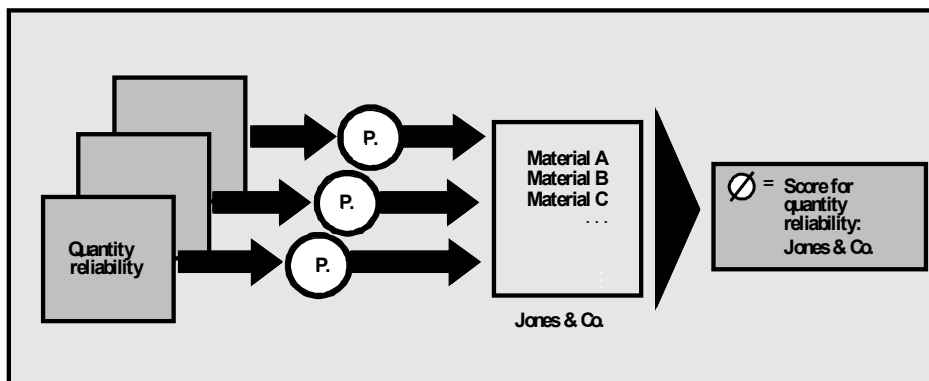 Quantity
reliability
P.
P.
P.
Material A
Material B
Material C
. . .
Jones & Co.
Ø = Score for
quantity
reliability:
Jones & Co.